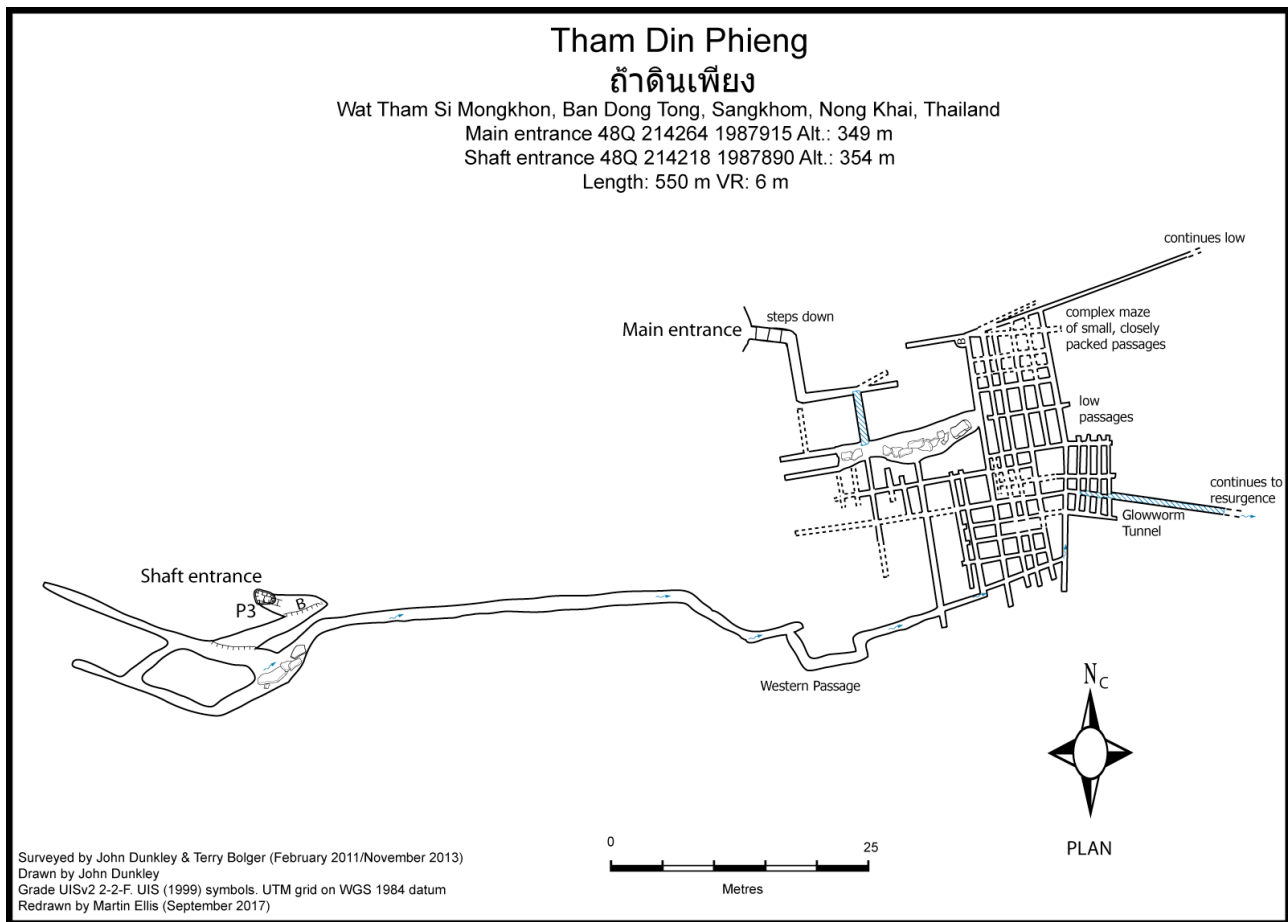 Tham Din Phieng
ถ้ำดินเพียง
Wat Tham Si Mongkhon, Ban Dong Tong, Sangkhom, Nong Khai, Thailand
Main entrance 48Q 214264 1987915 Alt.: 349 m
Shaft entrance 48Q 214218 1987890 Alt.: 354 m
Length: 550 m VR: 6 m
continues low
Main entrance
steps down
complex maze
of small, closely
packed passages
B
low
passages
continues to
resurgence
Glowworm
Tunnel
Shaft entrance
P3
B
Western Passage
NC
PLAN
0
25
Metres
Surveyed by John Dunkley & Terry Bolger (February 2011/November 2013)
Drawn by John Dunkley
Grade UISv2 2-2-F. UIS (1999) symbols. UTM grid on WGS 1984 datum
Redrawn by Martin Ellis (September 2017)